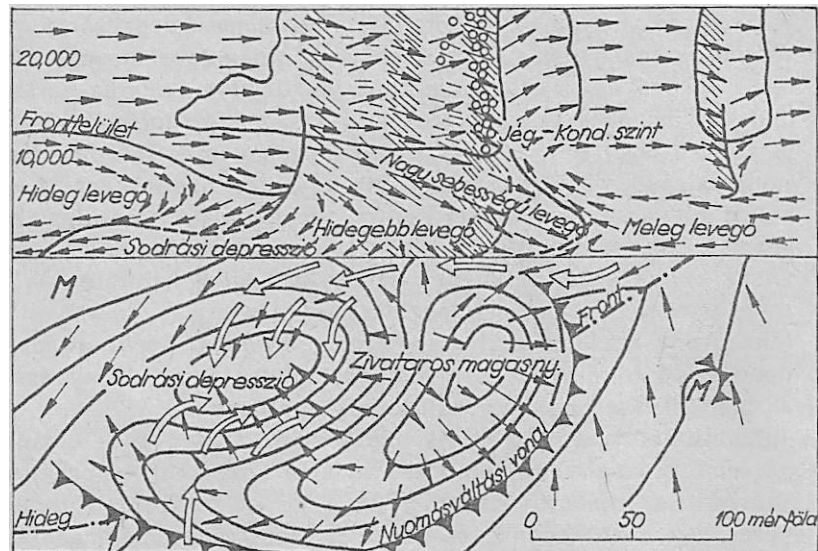 20,000
Frontfelület
10,000
Jég.-Kond. szint
Nagy sebességű levegő
Hideg levegő
Hidegebb levegő
Meleg levegő
Sodrási depresszió
M
Front
Zivataros magasny.
Sodrási depresszió
M
Nyomásváltási vonal
Hideg
0 50 100 mérföld